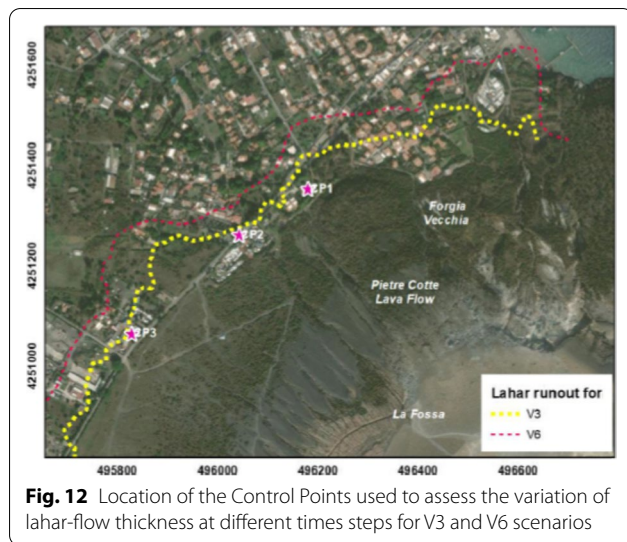 4251600
4251400
4251200
4251000
CP1
CP2
CP3
Forgia
Vecchia
Pietre Cotte
Lava Flow
La Fossa
Lahar runout for
V3
V6
495800
496000
496200
496400
496600
Fig. 12 Location of the Control Points used to assess the variation of
lahar-flow thickness at different times steps for V3 and V6 scenarios